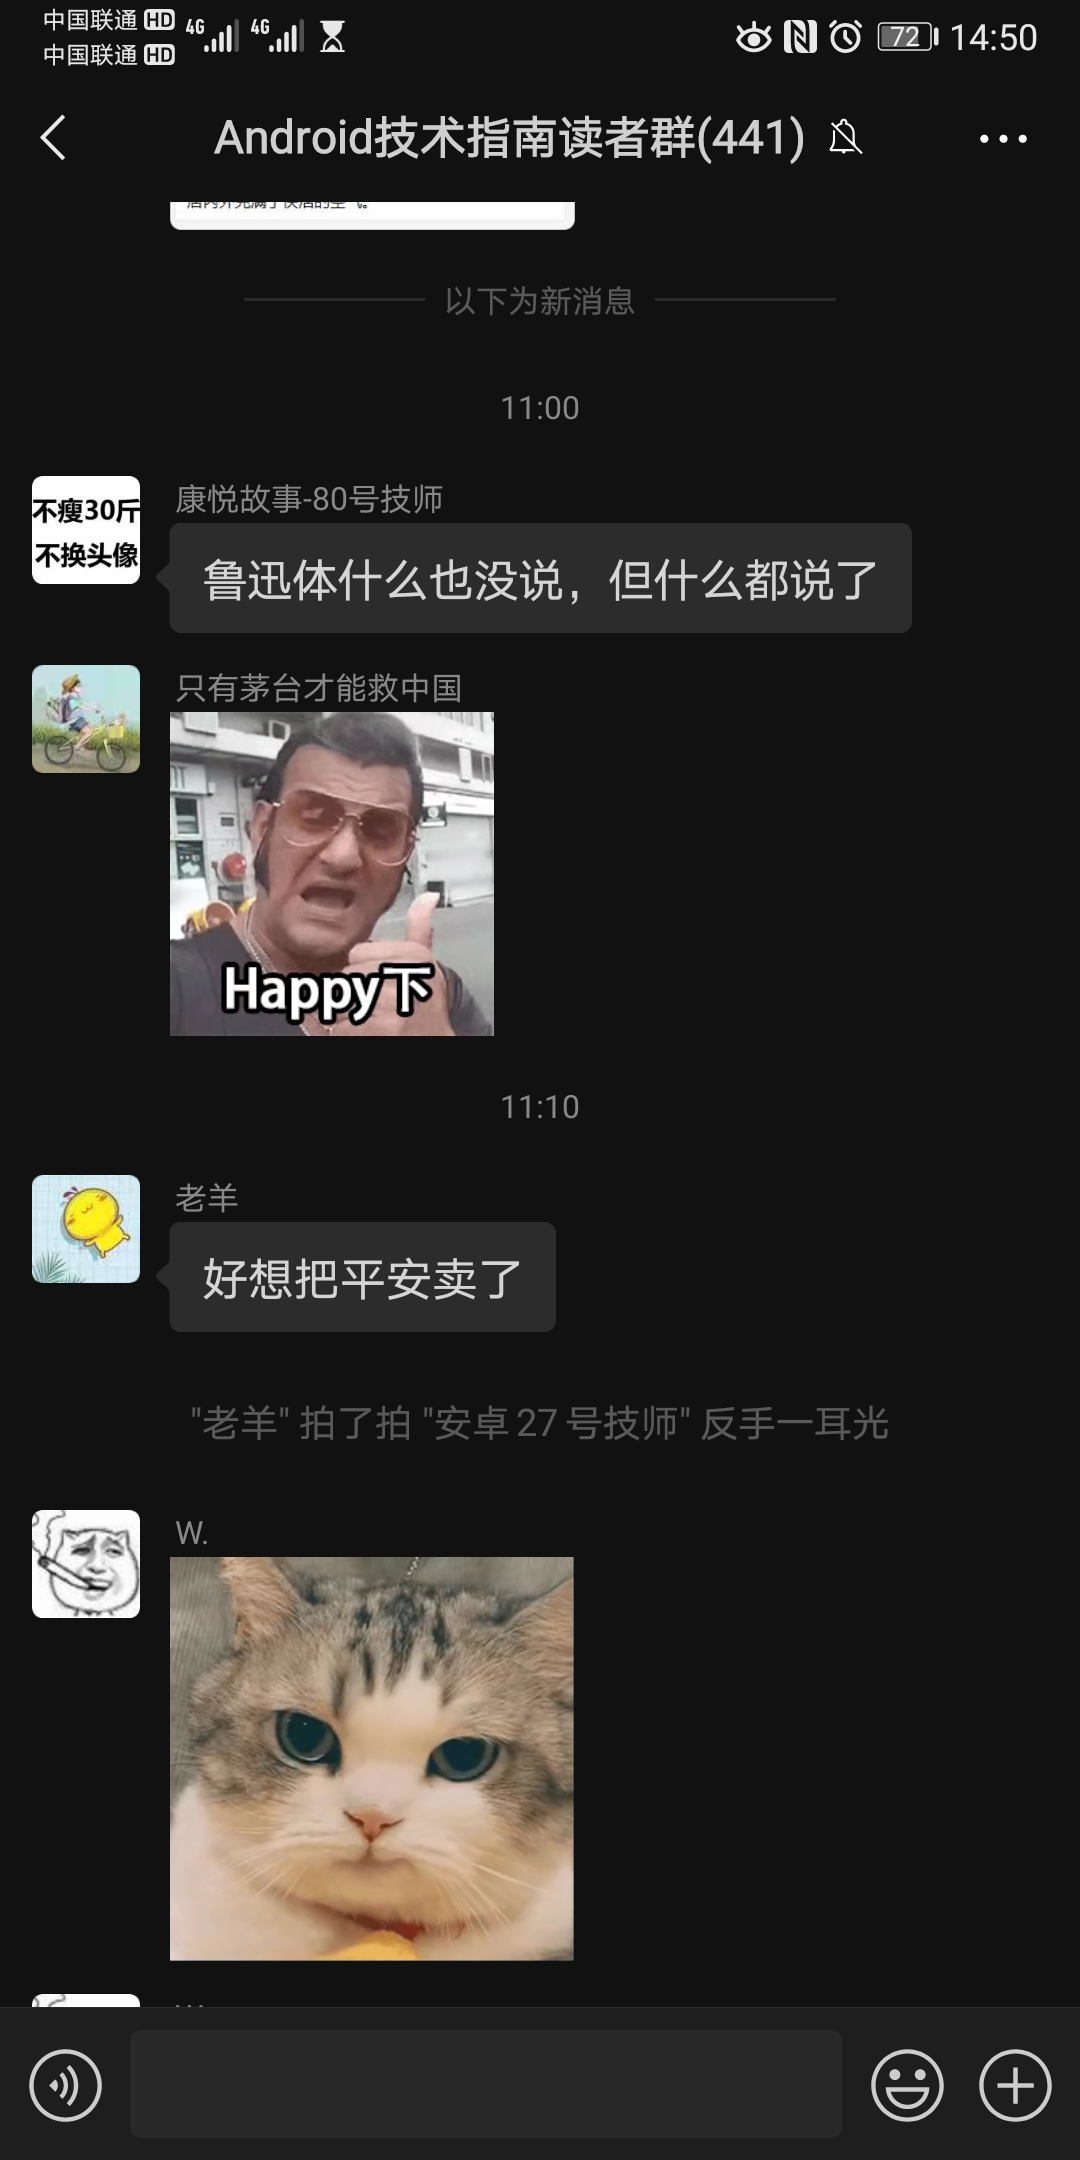 中国联通 HD 4G 4G 72 14:50
中国联通 HD
Android技术指南读者群(441)
以下为新消息
11:00
不瘦30斤
不换头像
康悦故事-80号技师
鲁迅体什么也没说，但什么都说了
只有茅台才能救中国
Happy下
11:10
老羊
好想把平安卖了
"老羊" 拍了拍 "安卓 27 号技师" 反手一耳光
W.